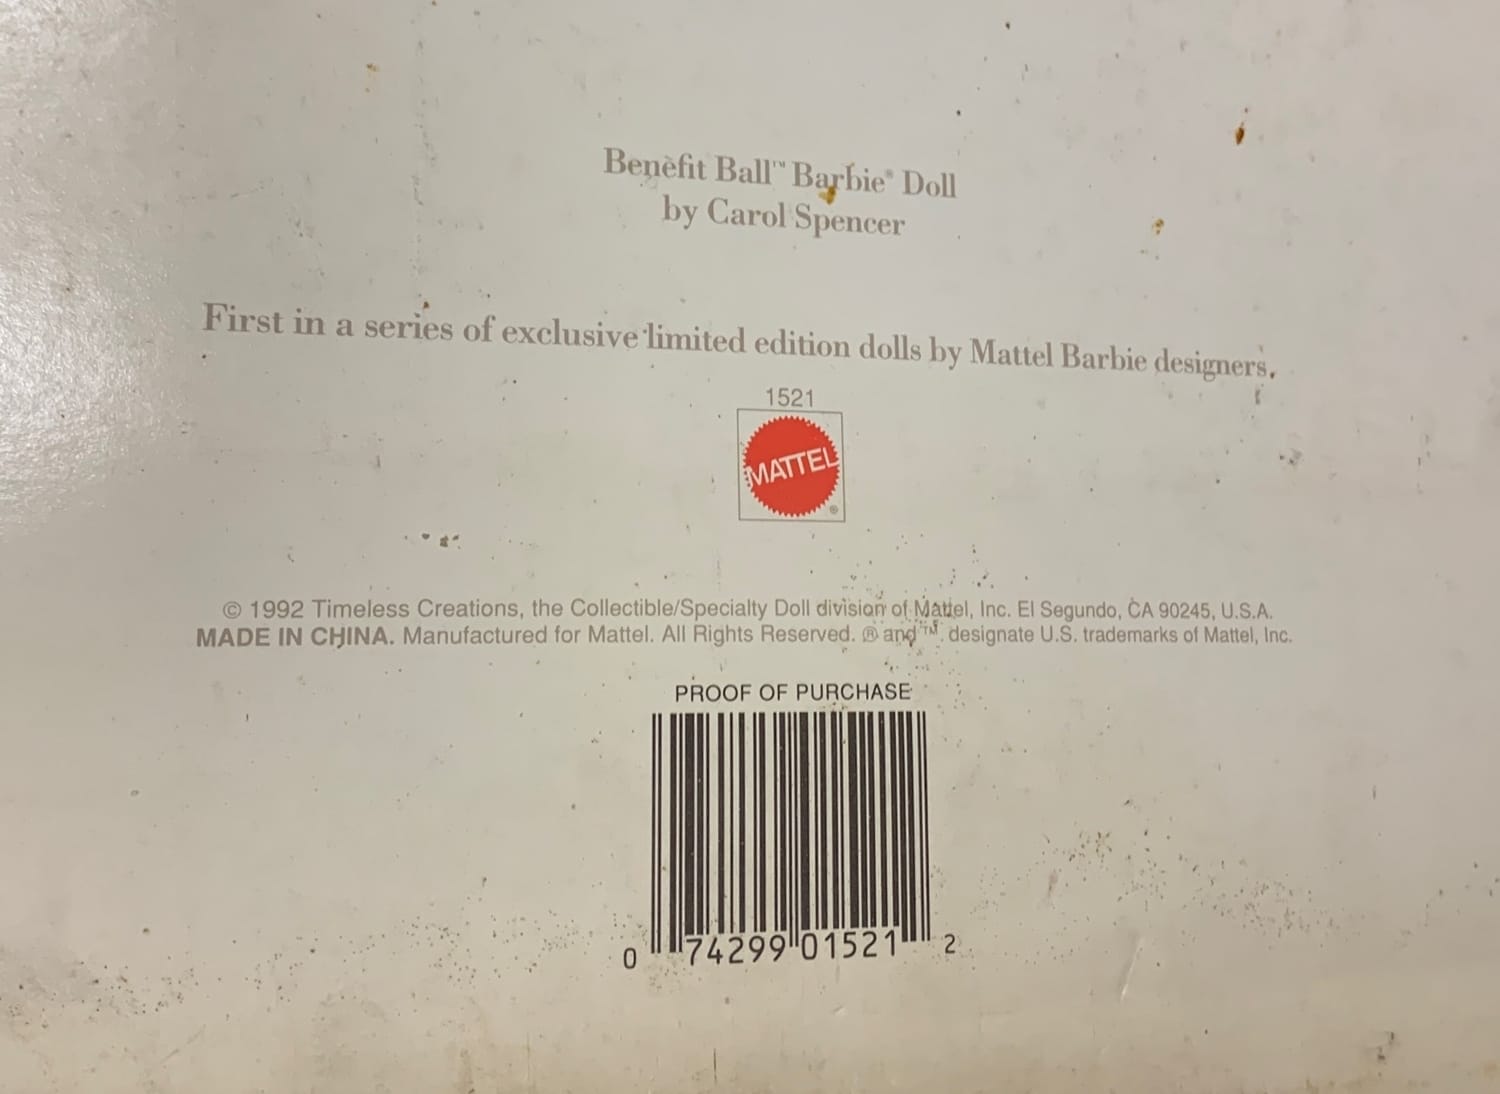 Benefit Ball™ Barbie® Doll
by Carol Spencer
First in a series of exclusive limited edition dolls by Mattel Barbie designers.
1521
MATTEL
®
© 1992 Timeless Creations, the Collectible/Specialty Doll division of Mattel, Inc. El Segundo, CA 90245, U.S.A.
MADE IN CHINA. Manufactured for Mattel. All Rights Reserved. ® and ™ designate U.S. trademarks of Mattel, Inc.
PROOF OF PURCHASE
0 74299 01521 2